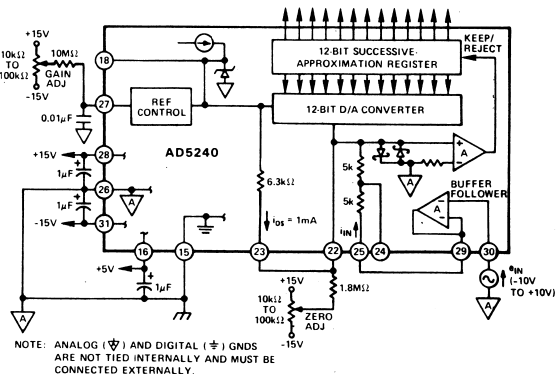 +15V
10kΩ
TO
100kΩ
10MΩ
GAIN
ADJ
-15V
0.01μF
18
27
REF
CONTROL
12-BIT SUCCESSIVE-
APPROXIMATION REGISTER
KEEP/
REJECT
12-BIT D/A CONVERTER
+15V
28
AD5240
+
1μF
26
A
+
1μF
-15V
31
6.3kΩ
5k
5k
+
-
A
A
BUFFER
FOLLOWER
A
ios = 1mA
iIN
16
15
23
22
25
24
29
30
+5V
+
1μF
1.8MΩ
+15V
10kΩ
TO
100kΩ
ZERO
ADJ
-15V
eIN
(-10V
TO +10V)
A
A
NOTE: ANALOG (A) AND DIGITAL (⏚) GNDS
ARE NOT TIED INTERNALLY AND MUST BE
CONNECTED EXTERNALLY.